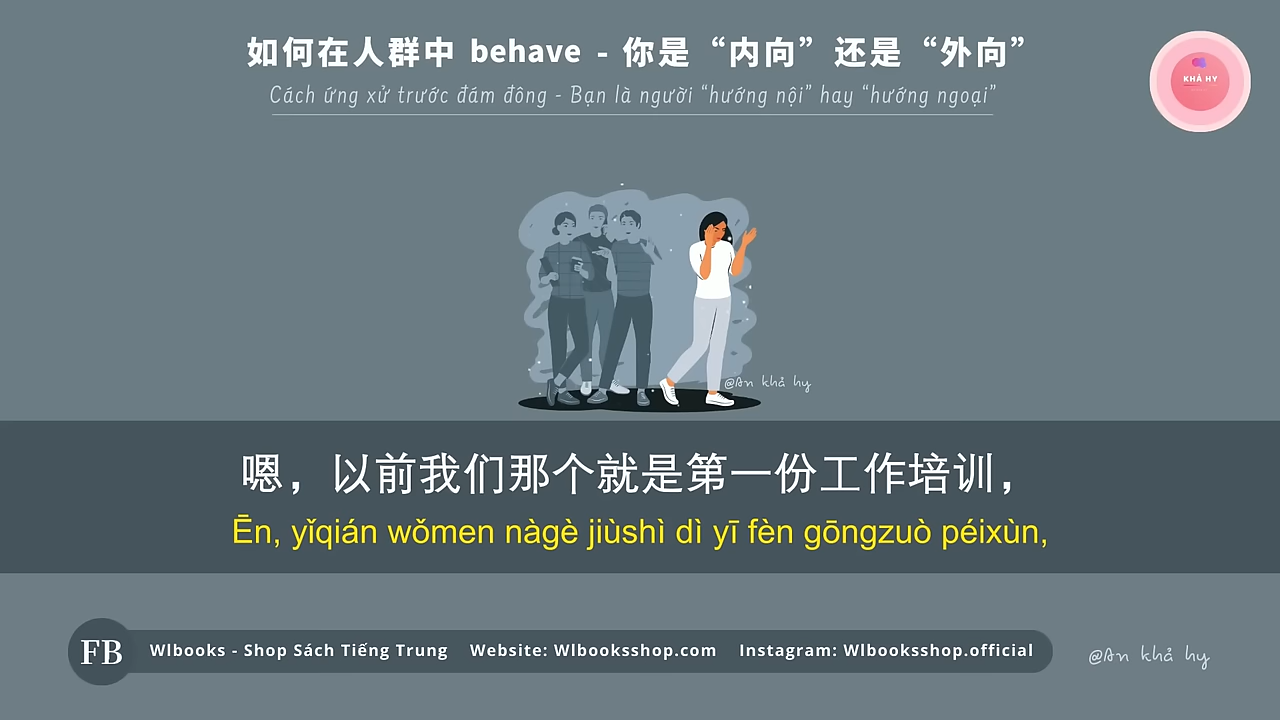 如何在人群中 behave - 你是“内向”还是“外向”
Cách ứng xử trước đám đông - Bạn là người “hướng nội” hay “hướng ngoại”
KHẢ HY
@An khả hy
嗯，以前我们那个就是第一份工作培训，
Ēn, yǐqián wǒmen nàgè jiùshì dì yī fèn gōngzuò péixùn,
FB
Wlbooks - Shop Sách Tiếng Trung Website: Wlbooksshop.com Instagram: Wlbooksshop.official
@An khả hy